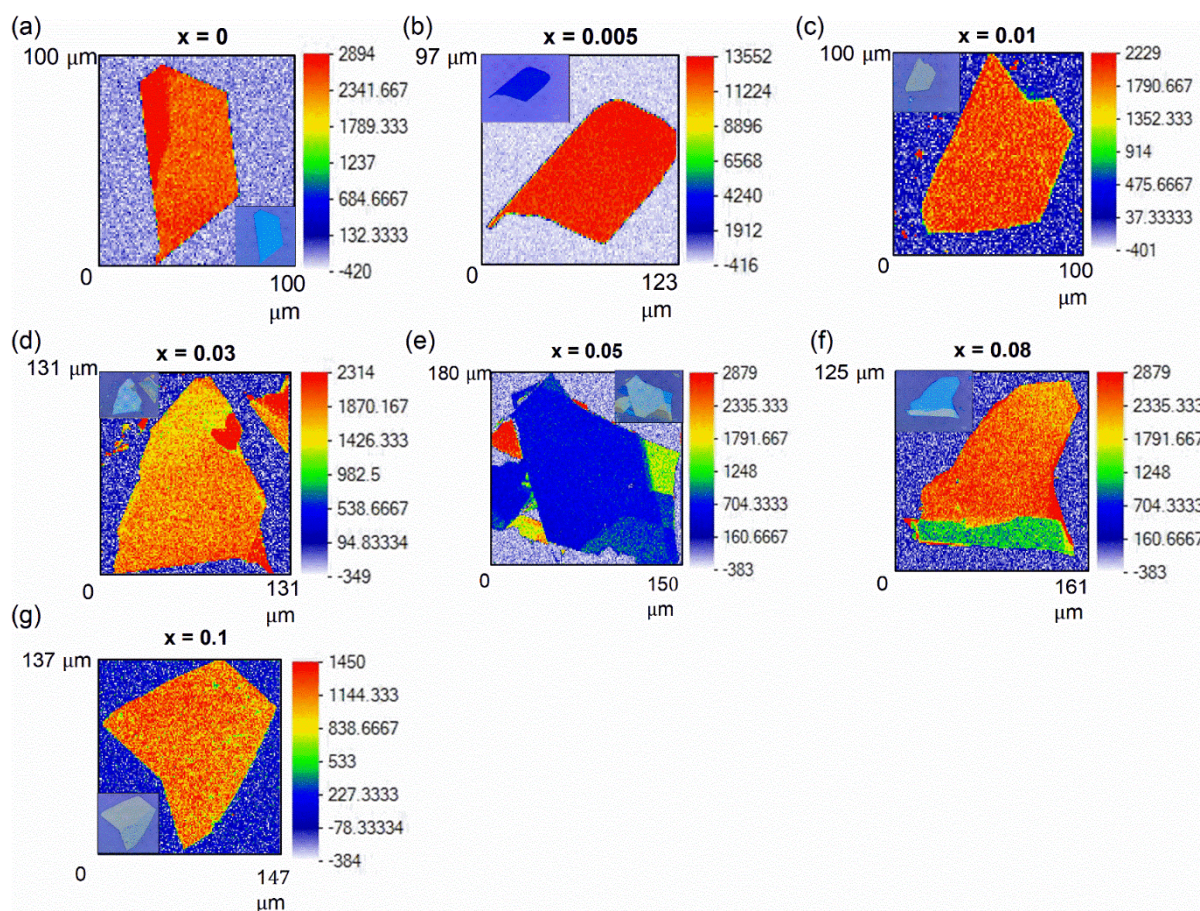 (a)
x = 0
100 μm
2894
2341.667
1789.333
1237
684.6667
132.3333
-420
0
100
μm
(b)
x = 0.005
97 μm
13552
11224
8896
6568
4240
1912
-416
0
123
μm
(c)
x = 0.01
100
μm
2229
1790.667
1352.333
914
475.6667
37.33333
-401
0
100
μm
(d)
x = 0.03
131
μm
2314
1870.167
1426.333
982.5
538.6667
94.83334
-349
0
131
μm
(e)
x = 0.05
180 μm
2879
2335.333
1791.667
1248
704.3333
160.6667
-383
0
150
μm
(f)
x = 0.08
125 μm
2879
2335.333
1791.667
1248
704.3333
160.6667
-383
0
161
μm
(g)
x = 0.1
137 μm
1450
1144.333
838.6667
533
227.3333
-78.33334
-384
0
147
μm